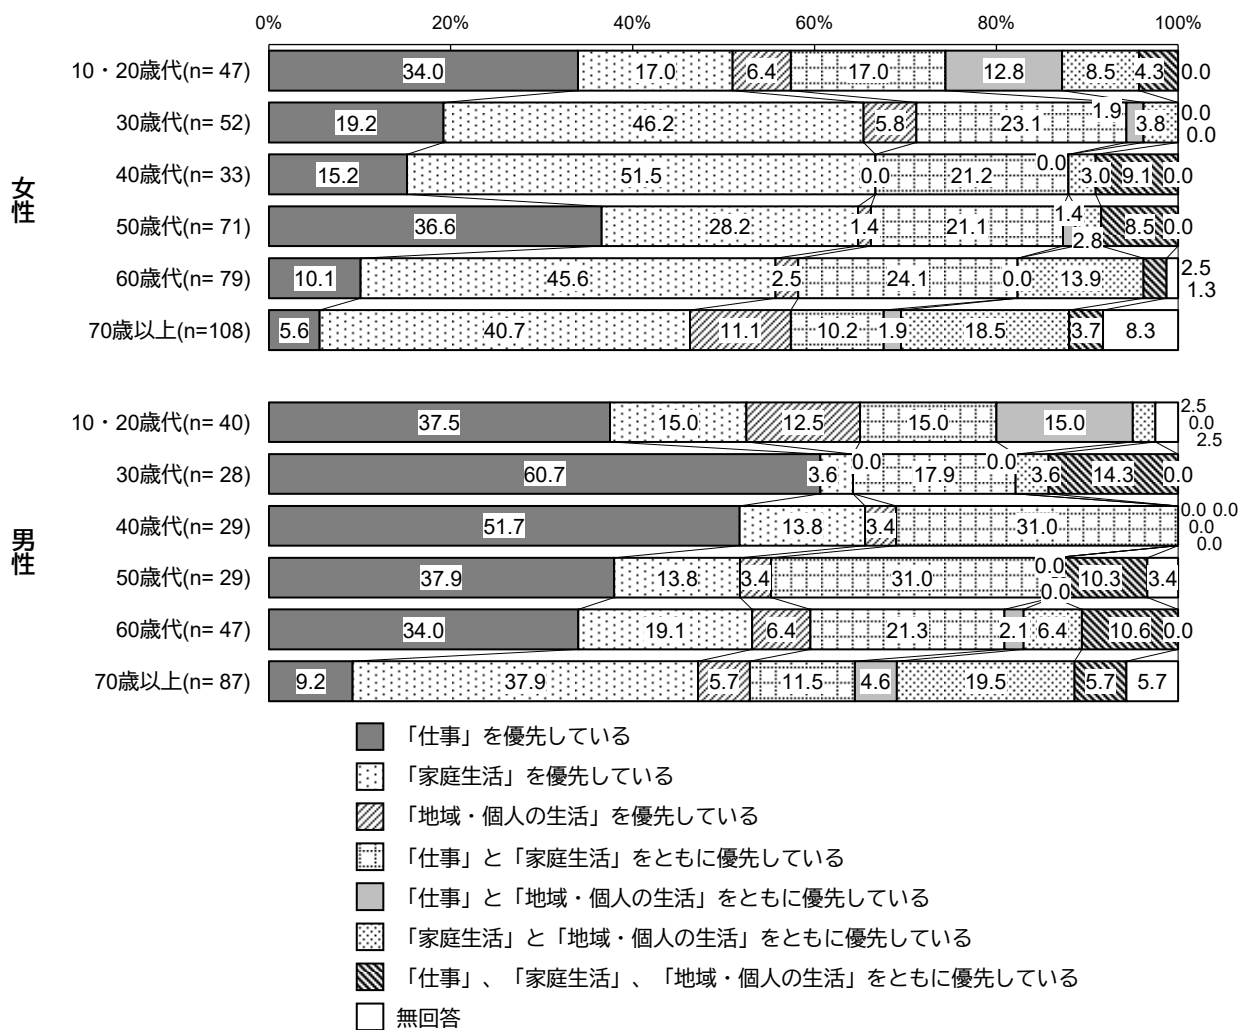 0% 20% 40% 60% 80% 100%
女性
10・20歳代(n= 47) 34.0 17.0 6.4 17.0 12.8 8.5 4.3 0.0
30歳代(n= 52) 19.2 46.2 5.8 23.1 1.9 3.8 0.0 0.0
40歳代(n= 33) 15.2 51.5 0.0 21.2 0.0 3.0 9.1 0.0
50歳代(n= 71) 36.6 28.2 1.4 21.1 1.4 2.8 8.5 0.0
60歳代(n= 79) 10.1 45.6 2.5 24.1 0.0 13.9 2.5 1.3
70歳以上(n=108) 5.6 40.7 11.1 10.2 1.9 18.5 3.7 8.3
男性
10・20歳代(n= 40) 37.5 15.0 12.5 15.0 15.0 2.5 0.0 2.5
30歳代(n= 28) 60.7 3.6 0.0 17.9 0.0 3.6 14.3 0.0
40歳代(n= 29) 51.7 13.8 3.4 31.0 0.0 0.0 0.0 0.0
50歳代(n= 29) 37.9 13.8 3.4 31.0 0.0 0.0 10.3 3.4
60歳代(n= 47) 34.0 19.1 6.4 21.3 2.1 6.4 10.6 0.0
70歳以上(n= 87) 9.2 37.9 5.7 11.5 4.6 19.5 5.7 5.7
「仕事」を優先している
「家庭生活」を優先している
「地域・個人の生活」を優先している
「仕事」と「家庭生活」をともに優先している
「仕事」と「地域・個人の生活」をともに優先している
「家庭生活」と「地域・個人の生活」をともに優先している
「仕事」、「家庭生活」、「地域・個人の生活」をともに優先している
無回答